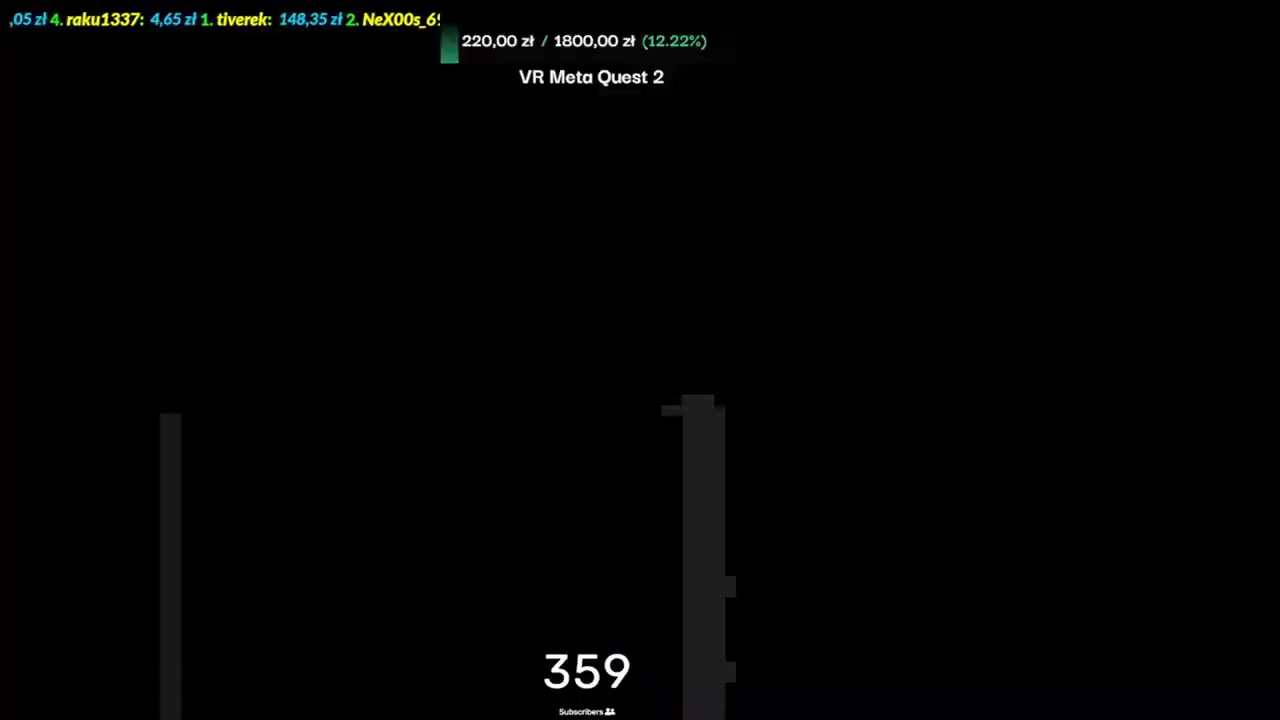 ,05 zł 4. raku1337: 4,65 zł 1. tiverek: 148,35 zł 2.
220,00 zł / 1800,00 zł (12.22%)
VR Meta Quest 2
359
Subscribers